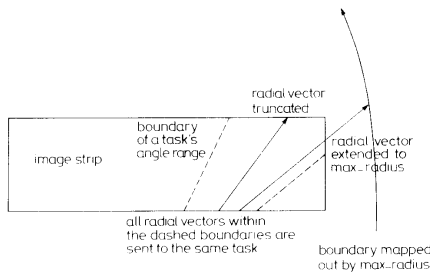 radial vector
truncated
boundary
of a task's
angle range
image strip
radial vector
extended to
max_radius
all radial vectors within
the dashed boundaries are
sent to the same task
boundary mapped
out by max_radius